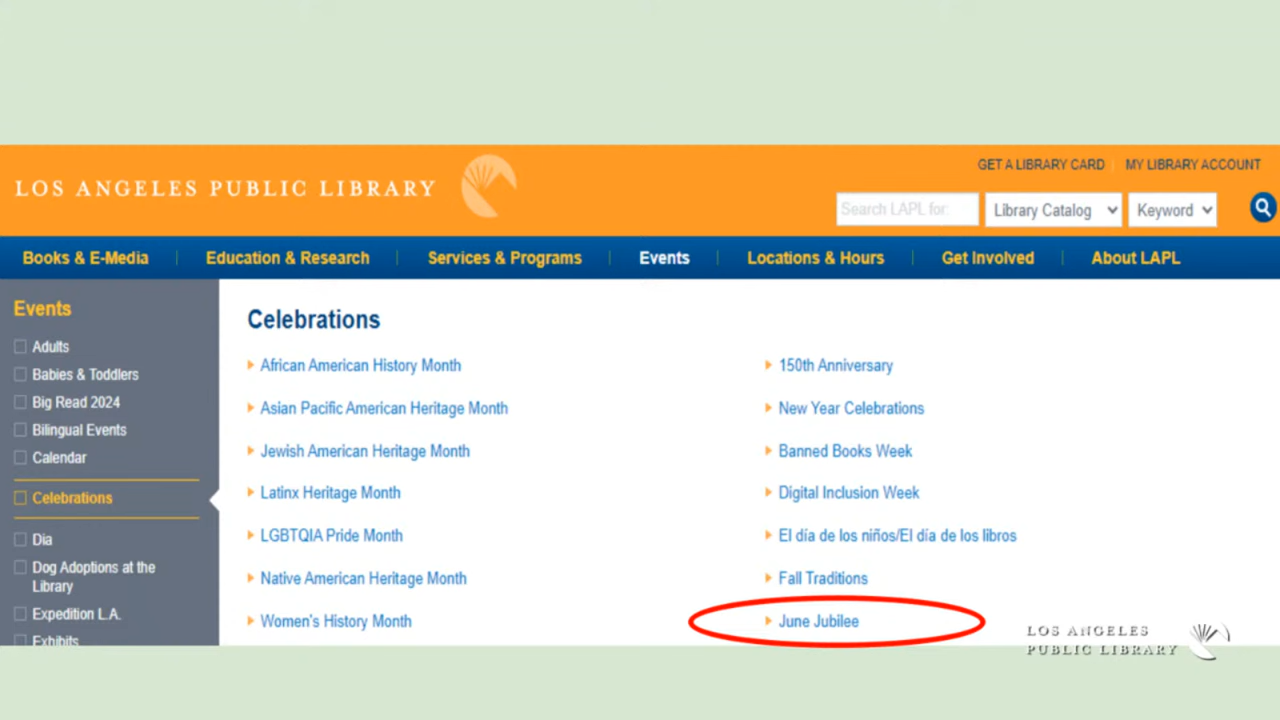 LOS ANGELES PUBLIC LIBRARY
GET A LIBRARY CARD
MY LIBRARY ACCOUNT
Search LAPL for:
Library Catalog
Keyword
Books & E-Media
Education & Research
Services & Programs
Events
Locations & Hours
Get Involved
About LAPL
Events
Adults
Babies & Toddlers
Big Read 2024
Bilingual Events
Calendar
Celebrations
Dia
Dog Adoptions at the
Library
Expedition L.A.
Exhibits
Celebrations
African American History Month
Asian Pacific American Heritage Month
Jewish American Heritage Month
Latinx Heritage Month
LGBTQIA Pride Month
Native American Heritage Month
Women's History Month
150th Anniversary
New Year Celebrations
Banned Books Week
Digital Inclusion Week
El día de los niños/El día de los libros
Fall Traditions
June Jubilee
LOS ANGELES
PUBLIC LIBRARY